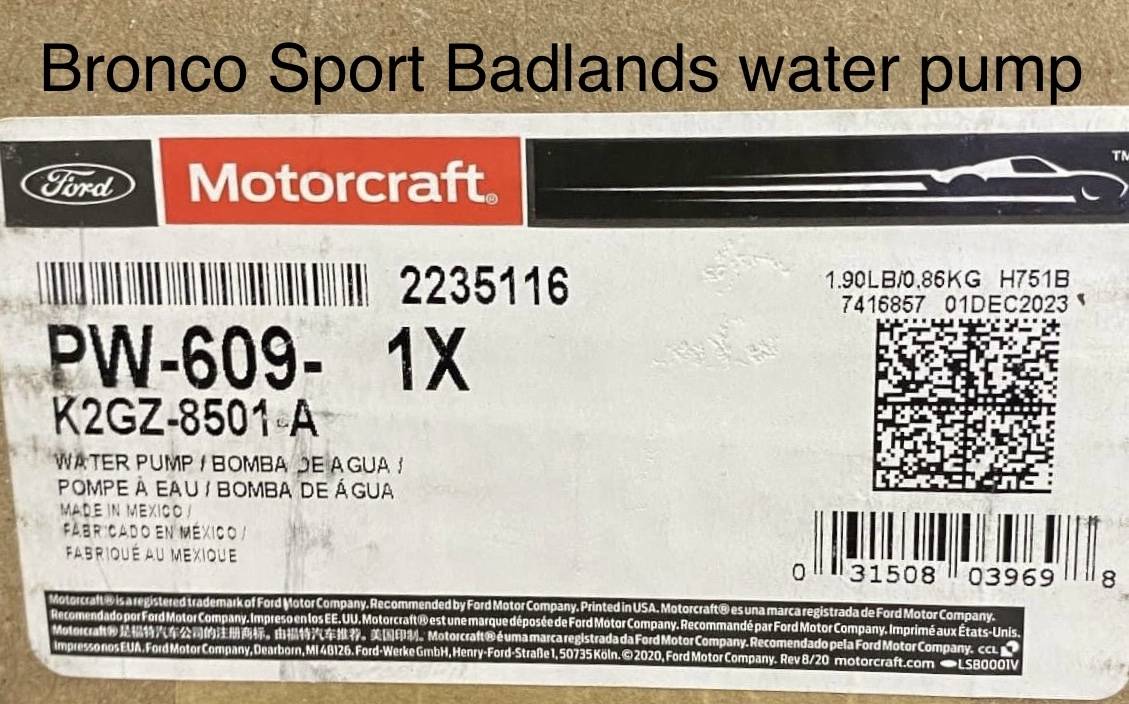 Bronco Sport Badlands water pump
Ford
Motorcraft®
TM
2235116
1.90LB/0.86KG H751B
7416857 01DEC2023
PW-609- 1X
K2GZ-8501-A
WATER PUMP / BOMBA DE AGUA /
POMPE À EAU / BOMBA DE ÁGUA
MADE IN MEXICO /
FABRICADO EN MÉXICO /
FABRIQUÉ AU MEXIQUE
0 31508 03969 8
Motorcraft® is a registered trademark of Ford Motor Company. Recommended by Ford Motor Company. Printed in USA. Motorcraft® es una marca registrada de Ford Motor Company.
Recomendado por Ford Motor Company. Impreso en los EE. UU. Motorcraft® est une marque déposée de Ford Motor Company. Recommandé par Ford Motor Company. Imprimé aux États-Unis.
Motorcraft® 是福特汽车公司的注册商标。由福特汽车推荐。美国印制。 Motorcraft® é uma marca registrada da Ford Motor Company. Recomendado pela Ford Motor Company. CCL
Impresso nos EUA. Ford Motor Company, Dearborn, MI 48126. Ford-Werke GmbH, Henry-Ford-Straße 1, 50735 Köln. © 2020, Ford Motor Company. Rev 8/20 motorcraft.com LSB0001V